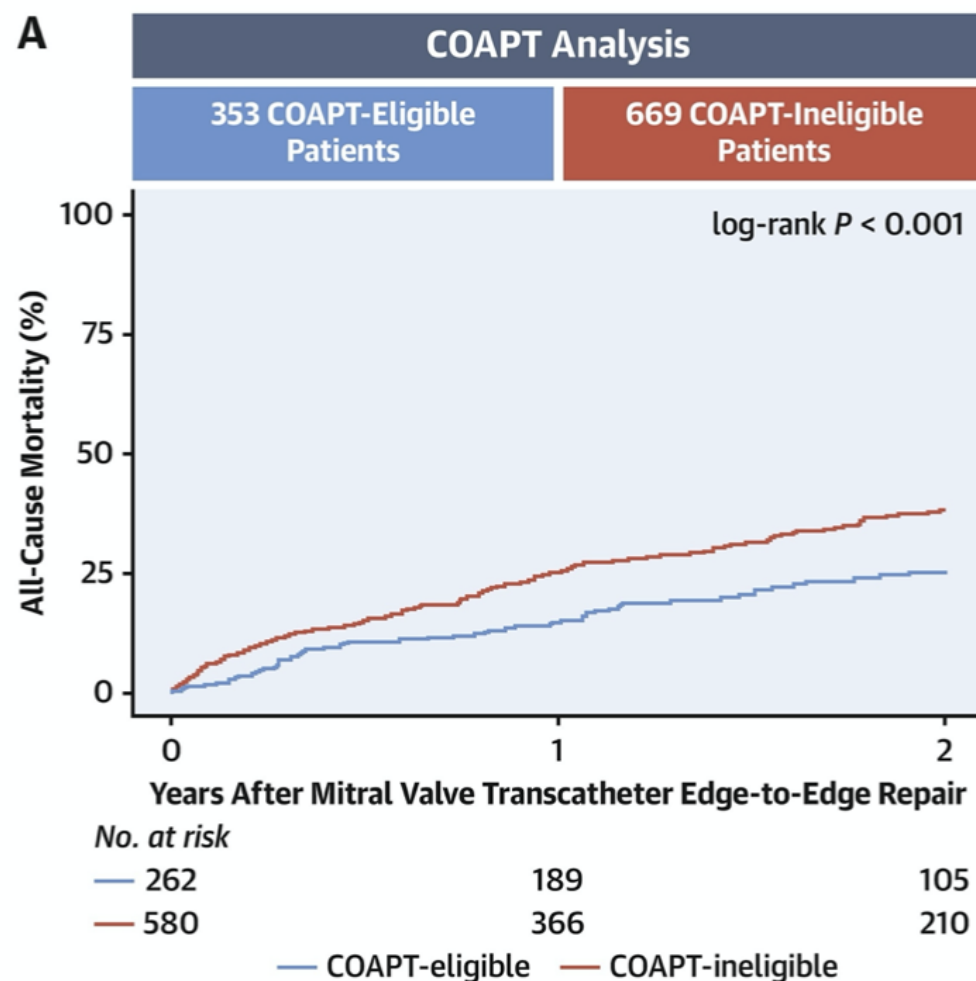 A
COAPT Analysis
353 COAPT-Eligible
Patients
669 COAPT-Ineligible
Patients
log-rank P < 0.001
All-Cause Mortality (%)
100
75
50
25
0
0 1 2
Years After Mitral Valve Transcatheter Edge-to-Edge Repair
No. at risk
262 189 105
580 366 210
COAPT-eligible COAPT-ineligible